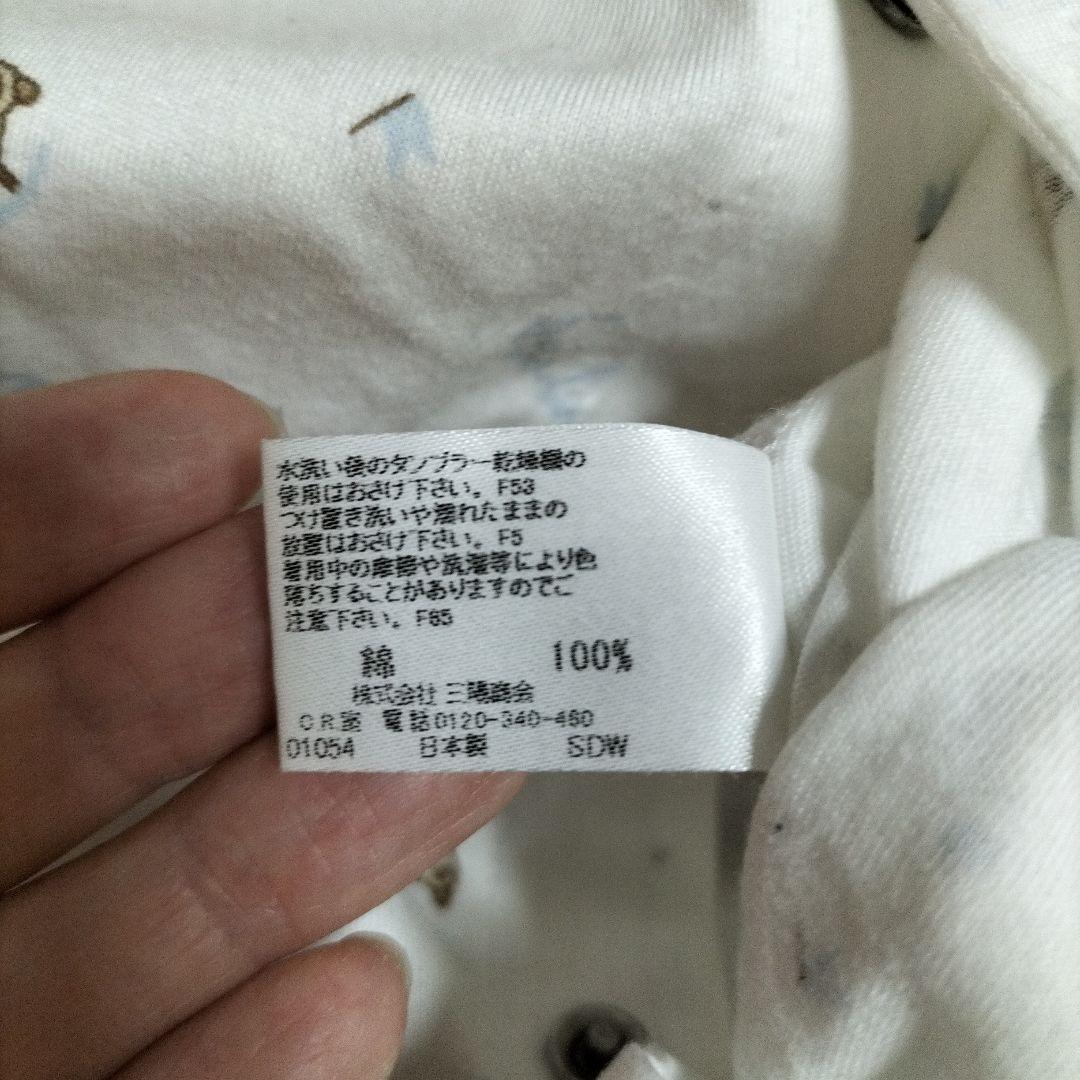 水洗い後のタンブラー乾燥機の
使用はおさけ下さい。F53
つけ置き洗いや濡れたままの
放置はおさけ下さい。F5
着用中の摩擦や洗濯等により色
落ちすることがありますのでご
注意下さい。F65
綿 100%
株式会社 三陽商会
CR室 電話0120-340-460
01054 日本製 SDW